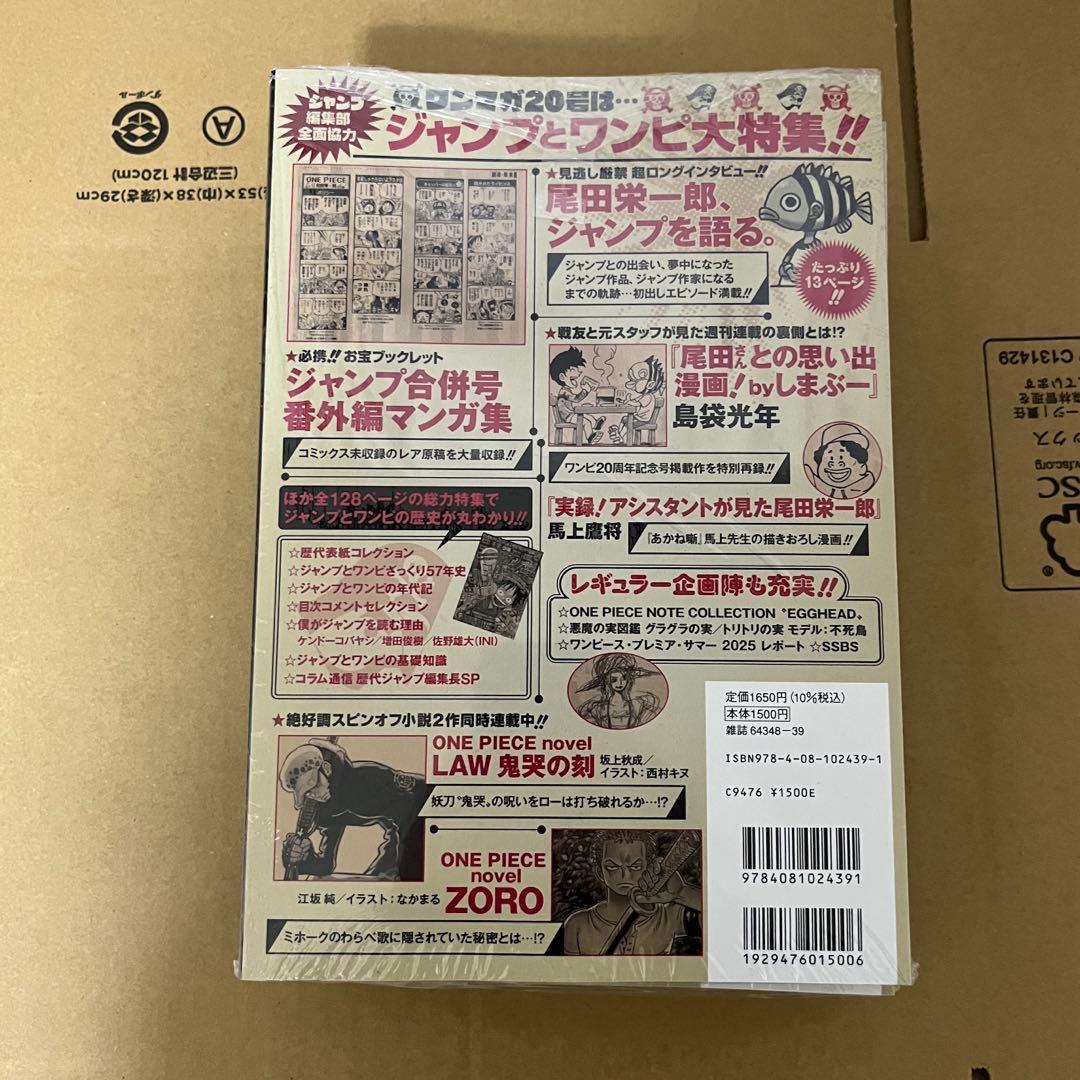 ダンボール
A
(三辺合計 120cm)
53×(巾)38×(深さ)29cm
C131429
www.fsc.org
ジャンプ
編集部
全面協力
ワンマガ20号は…
ジャンプとワンピ大特集!!
ONE PIECE
★見逃し厳禁 超ロングインタビュー!!
尾田栄一郎、
ジャンプを語る。
ジャンプとの出会い、夢中になった
ジャンプ作品、ジャンプ作家になる
までの軌跡…初出しエピソード満載!!
たっぷり
13ページ
!!
★必携!! お宝ブックレット
ジャンプ合併号
番外編マンガ集
コミックス未収録のレア原稿を大量収録!!
★戦友と元スタッフが見た週刊連載の裏側とは!?
『尾田さんとの思い出
漫画!byしまぶー』
島袋光年
ワンピ20周年記念号掲載作を特別再録!!
『実録!アシスタントが見た尾田栄一郎』
馬上鷹将
『あかね噺』馬上先生の描きおろし漫画!!
ほか全128ページの総力特集で
ジャンプとワンピの歴史が丸わかり!!
☆歴代表紙コレクション
☆ジャンプとワンピざっくり57年史
☆ジャンプとワンピの年代記
☆目次コメントセレクション
☆僕がジャンプを読む理由
ケンドーコバヤシ/増田俊樹/佐野雄大(INI)
☆ジャンプとワンピの基礎知識
☆コラム通信 歴代ジャンプ編集長SP
レギュラー企画陣も充実!!
☆ONE PIECE NOTE COLLECTION〝EGGHEAD〟
☆悪魔の実図鑑 グラグラの実/トリトリの実 モデル:不死鳥
☆ワンピース・プレミア・サマー 2025 レポート ☆SSBS
★絶好調スピンオフ小説2作同時連載中!!
ONE PIECE novel
LAW 鬼哭の刻
坂上秋成/
イラスト:西村キヌ
妖刀〝鬼哭〟の呪いをローは打ち破れるか…!?
ONE PIECE
novel
ZORO
江坂 純/イラスト:なかまる
ミホークのわらべ歌に隠されていた秘密とは…!?
定価1650円(10%税込)
本体1500円
雑誌 64348-39
ISBN978-4-08-102439-1
C9476 ¥1500E
9784081024391
1929476015006